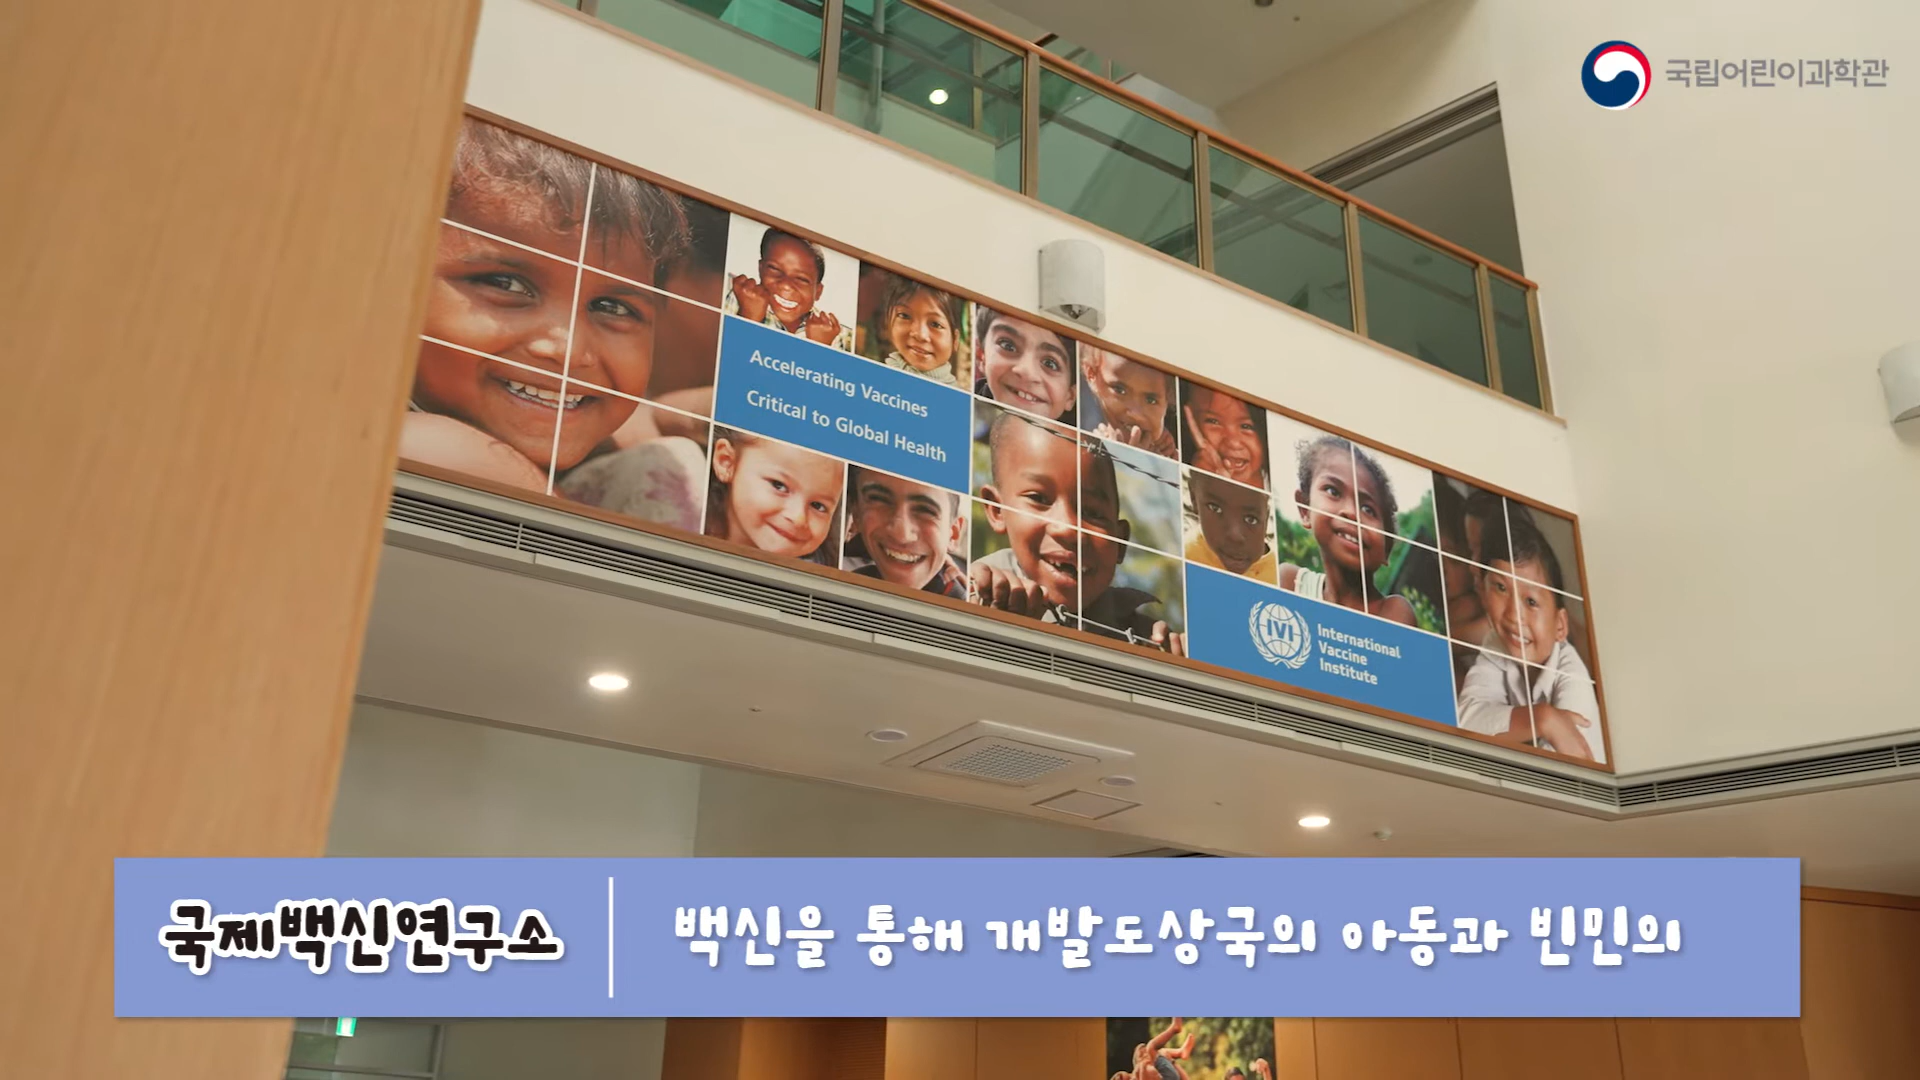 국립어린이과학관
Accelerating Vaccines
Critical to Global Health
IVI
International
Vaccine
Institute
국제백신연구소
백신을 통해 개발도상국의 아동과 빈민의